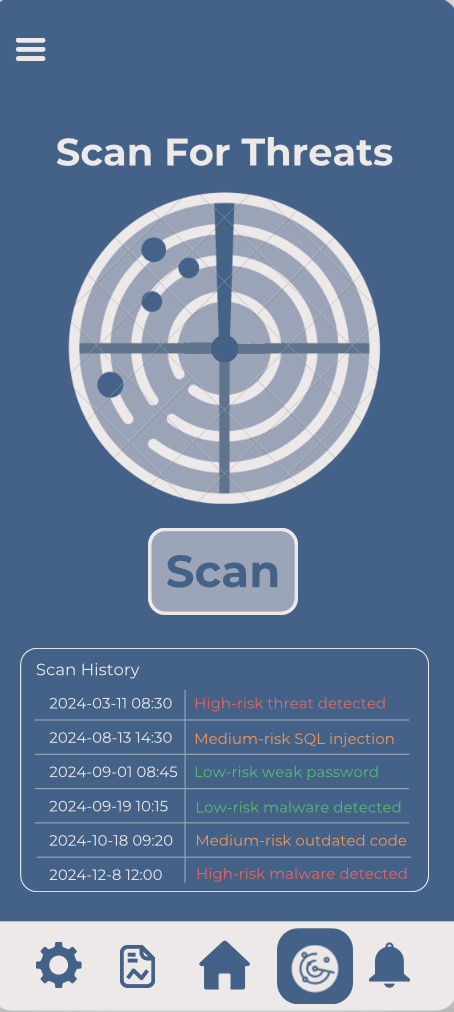 Scan For Threats
Scan
Scan History
2024-03-11 08:30 High-risk threat detected
2024-08-13 14:30 Medium-risk SQL injection
2024-09-01 08:45 Low-risk weak password
2024-09-19 10:15 Low-risk malware detected
2024-10-18 09:20 Medium-risk outdated code
2024-12-8 12:00 High-risk malware detected